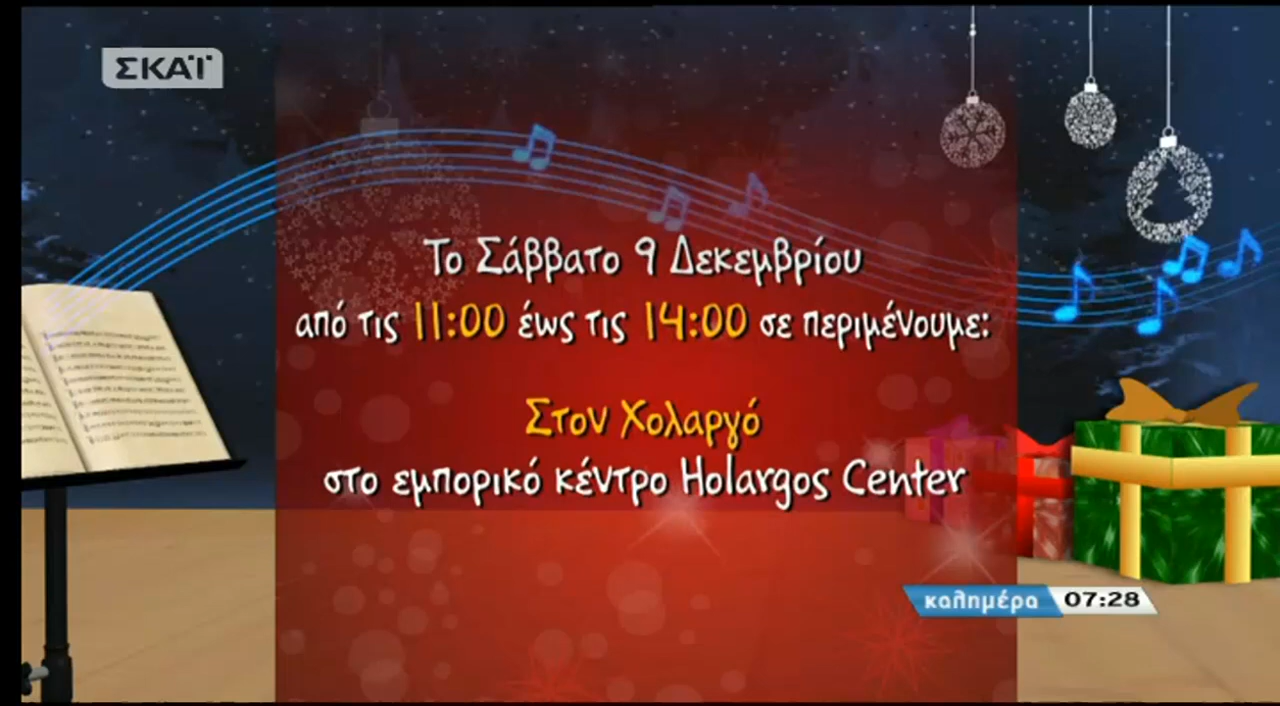 ΣΚΑΪ
Το Σάββατο 9 Δεκεμβρίου
από τις 11:00 έως τις 14:00 σε περιμένουμε:
Στον Χολαργό
στο εμπορικό κέντρο Holargos Center
καλημέρα 07:28